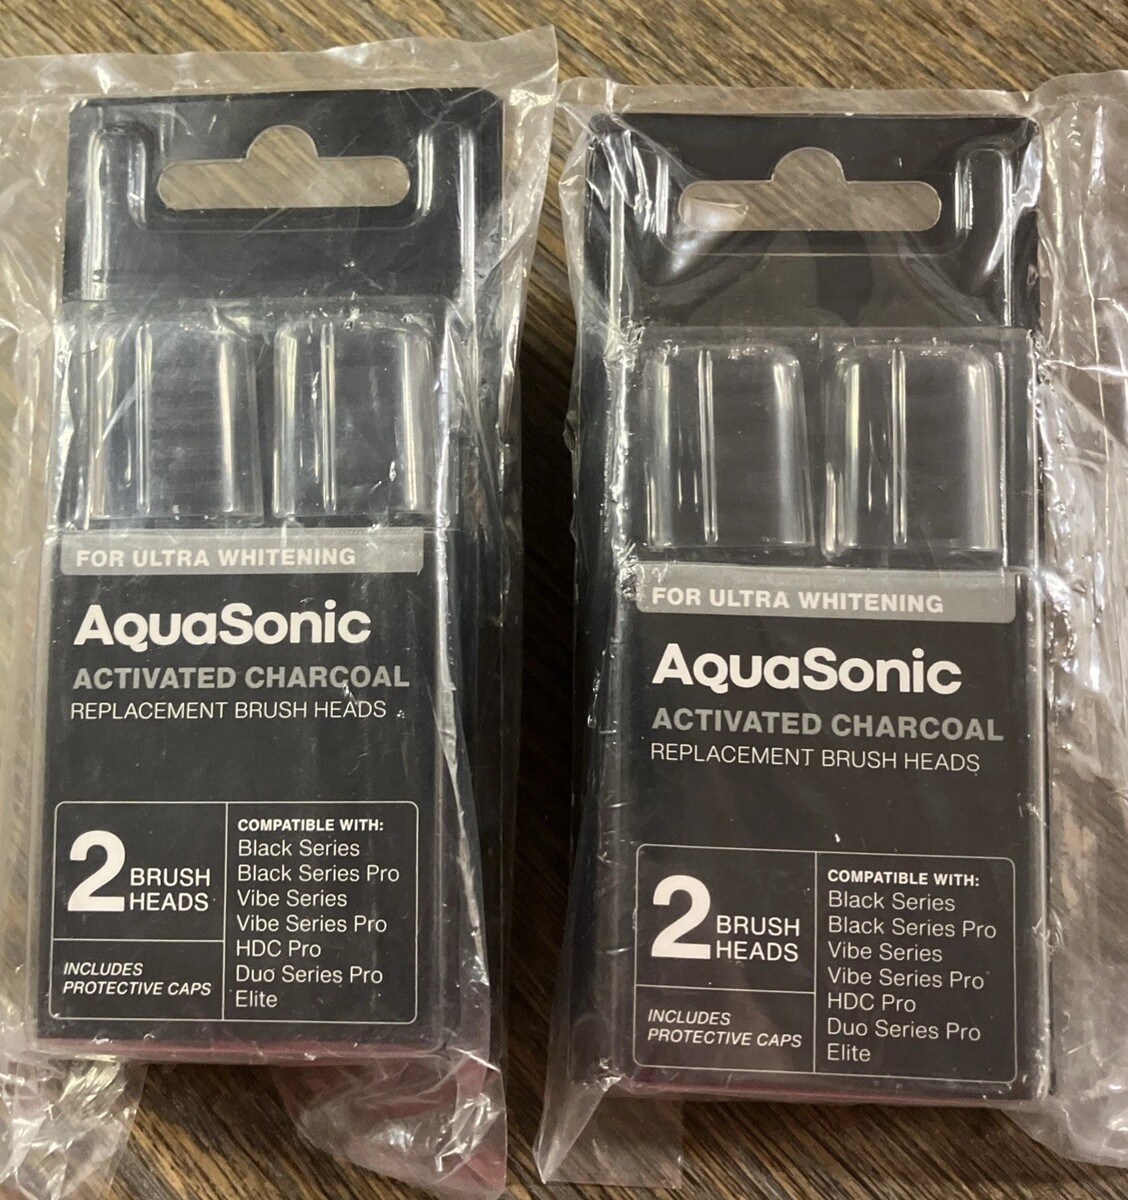 FOR ULTRA WHITENING
AquaSonic
ACTIVATED CHARCOAL
REPLACEMENT BRUSH HEADS
2 BRUSH
HEADS
INCLUDES
PROTECTIVE CAPS
COMPATIBLE WITH:
Black Series
Black Series Pro
Vibe Series
Vibe Series Pro
HDC Pro
Duo Series Pro
Elite
FOR ULTRA WHITENING
AquaSonic
ACTIVATED CHARCOAL
REPLACEMENT BRUSH HEADS
2 BRUSH
HEADS
INCLUDES
PROTECTIVE CAPS
COMPATIBLE WITH:
Black Series
Black Series Pro
Vibe Series
Vibe Series Pro
HDC Pro
Duo Series Pro
Elite